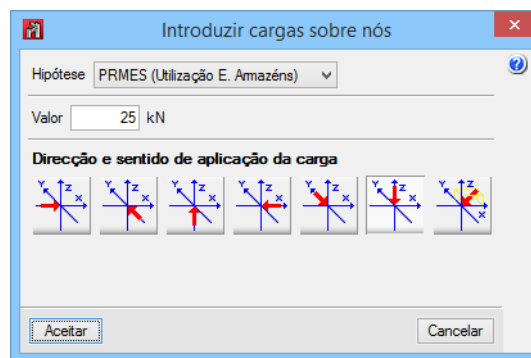 Introduzir cargas sobre nós
Hipótese PRMES (Utilização E. Armazéns)
Valor 25 kN
Direcção e sentido de aplicação da carga
Y Z X Y Z X Y Z X Y Z X Y Z X Y Z X Y Z X
Aceitar Cancelar